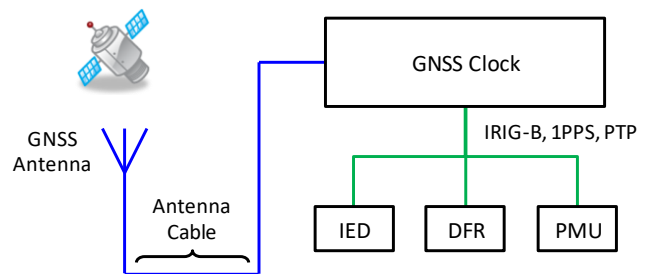 GNSS Clock
IRIG-B, 1PPS, PTP
GNSS
Antenna
Antenna
Cable
IED
DFR
PMU